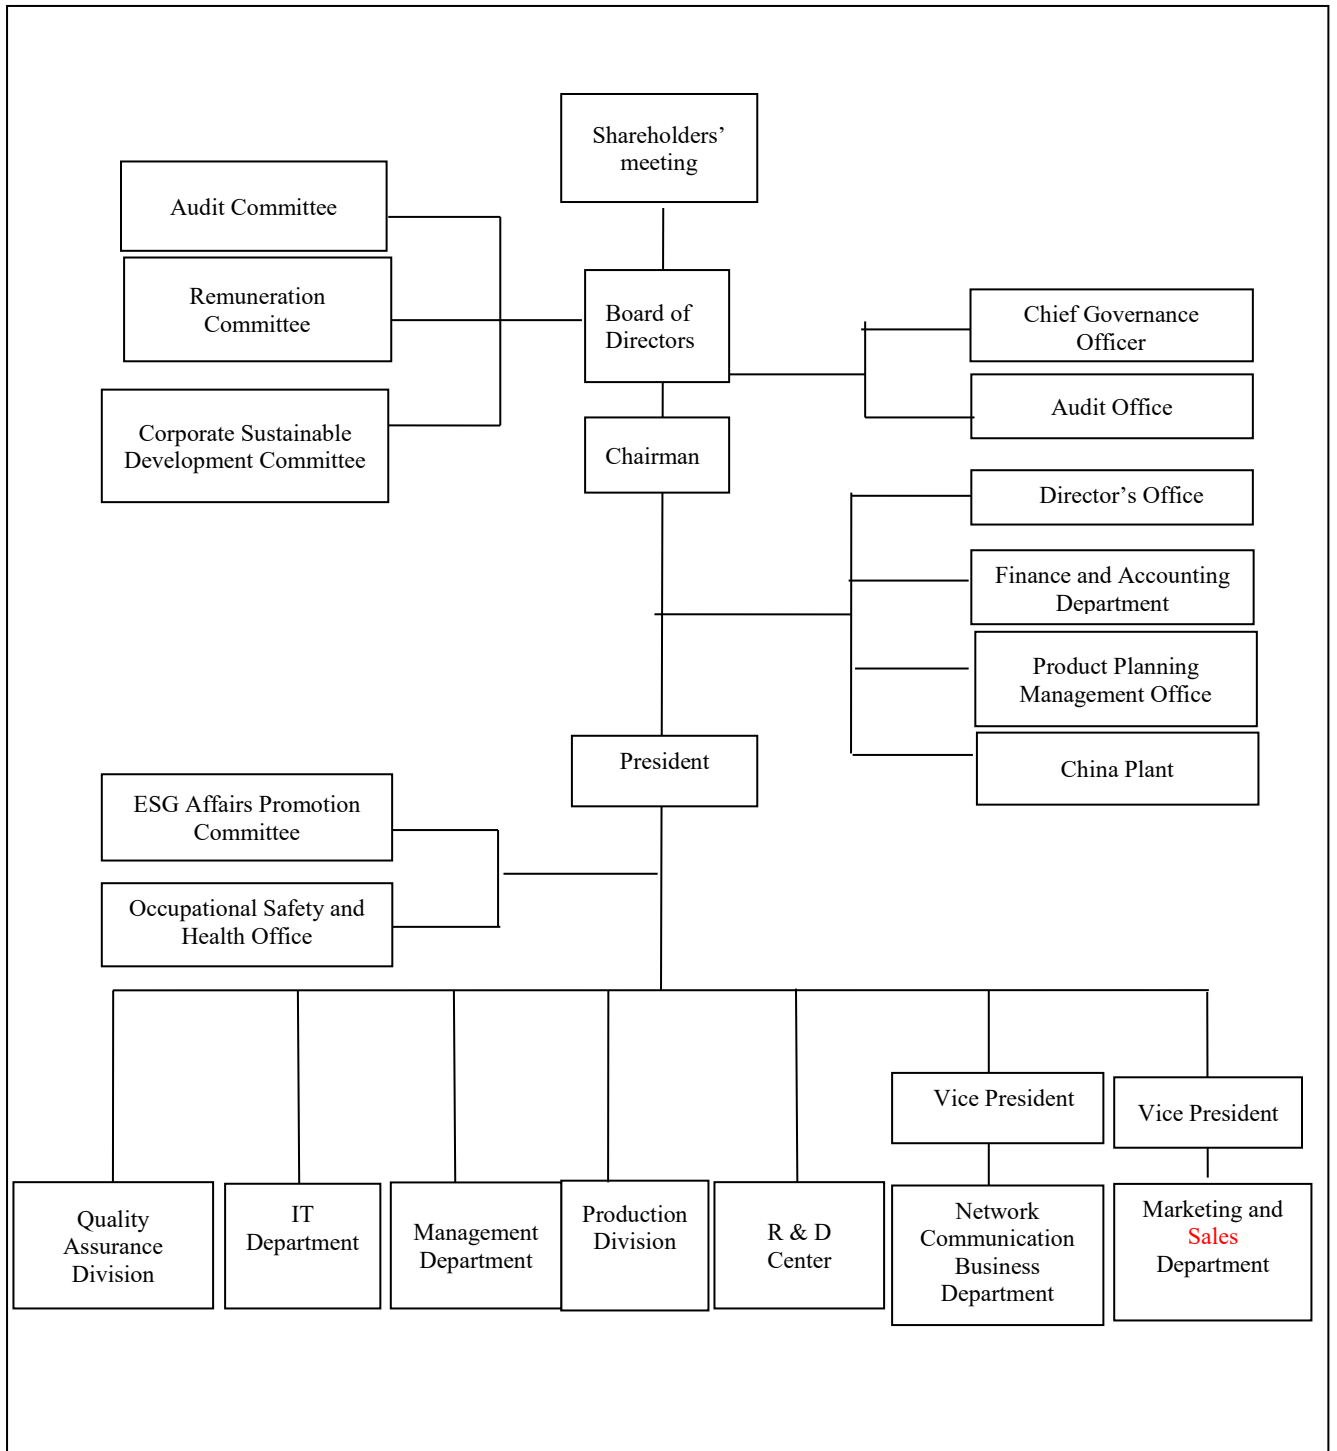 Shareholders’
meeting
Audit Committee
Remuneration
Committee
Corporate Sustainable
Development Committee
Board of
Directors
Chief Governance
Officer
Audit Office
Chairman
Director’s Office
Finance and Accounting
Department
Product Planning
Management Office
China Plant
President
ESG Affairs Promotion
Committee
Occupational Safety and
Health Office
Vice President
Vice President
Quality
Assurance
Division
IT
Department
Management
Department
Production
Division
R & D
Center
Network
Communication
Business
Department
Marketing and
Sales
Department